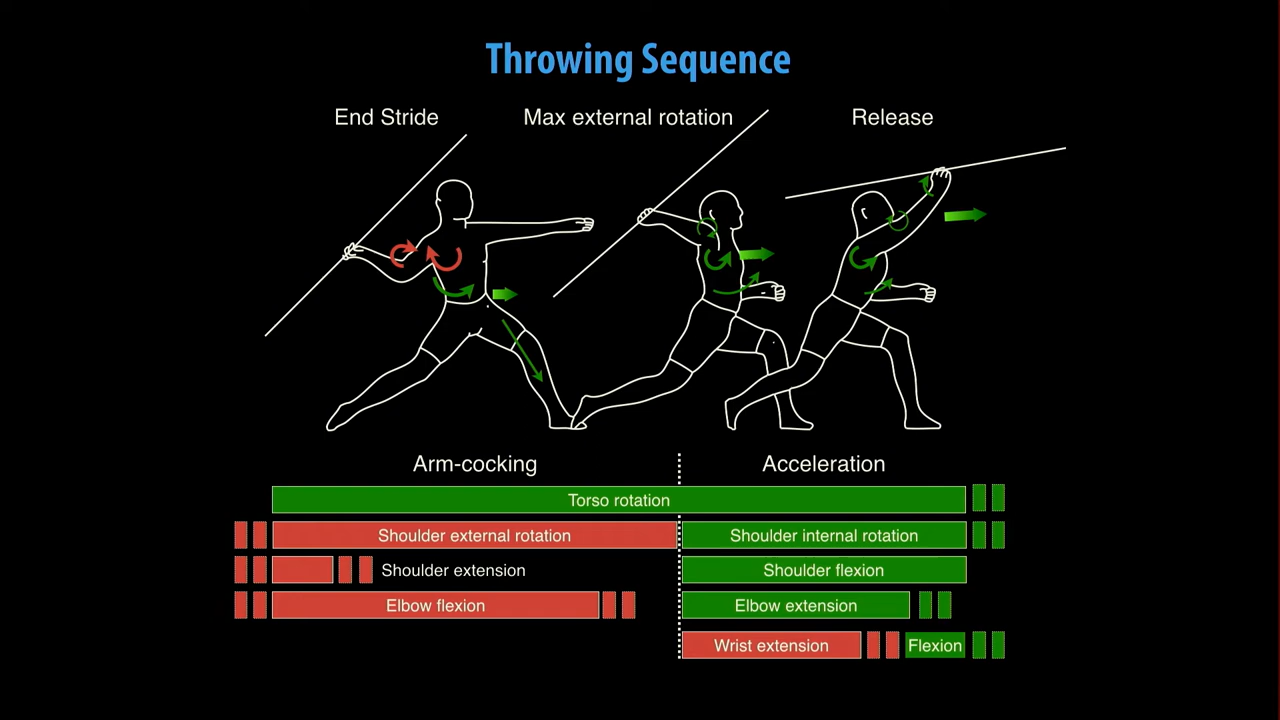 Throwing Sequence
End Stride
Max external rotation
Release
Arm-cocking
Acceleration
Torso rotation
Shoulder external rotation
Shoulder internal rotation
Shoulder extension
Shoulder flexion
Elbow flexion
Elbow extension
Wrist extension
Flexion